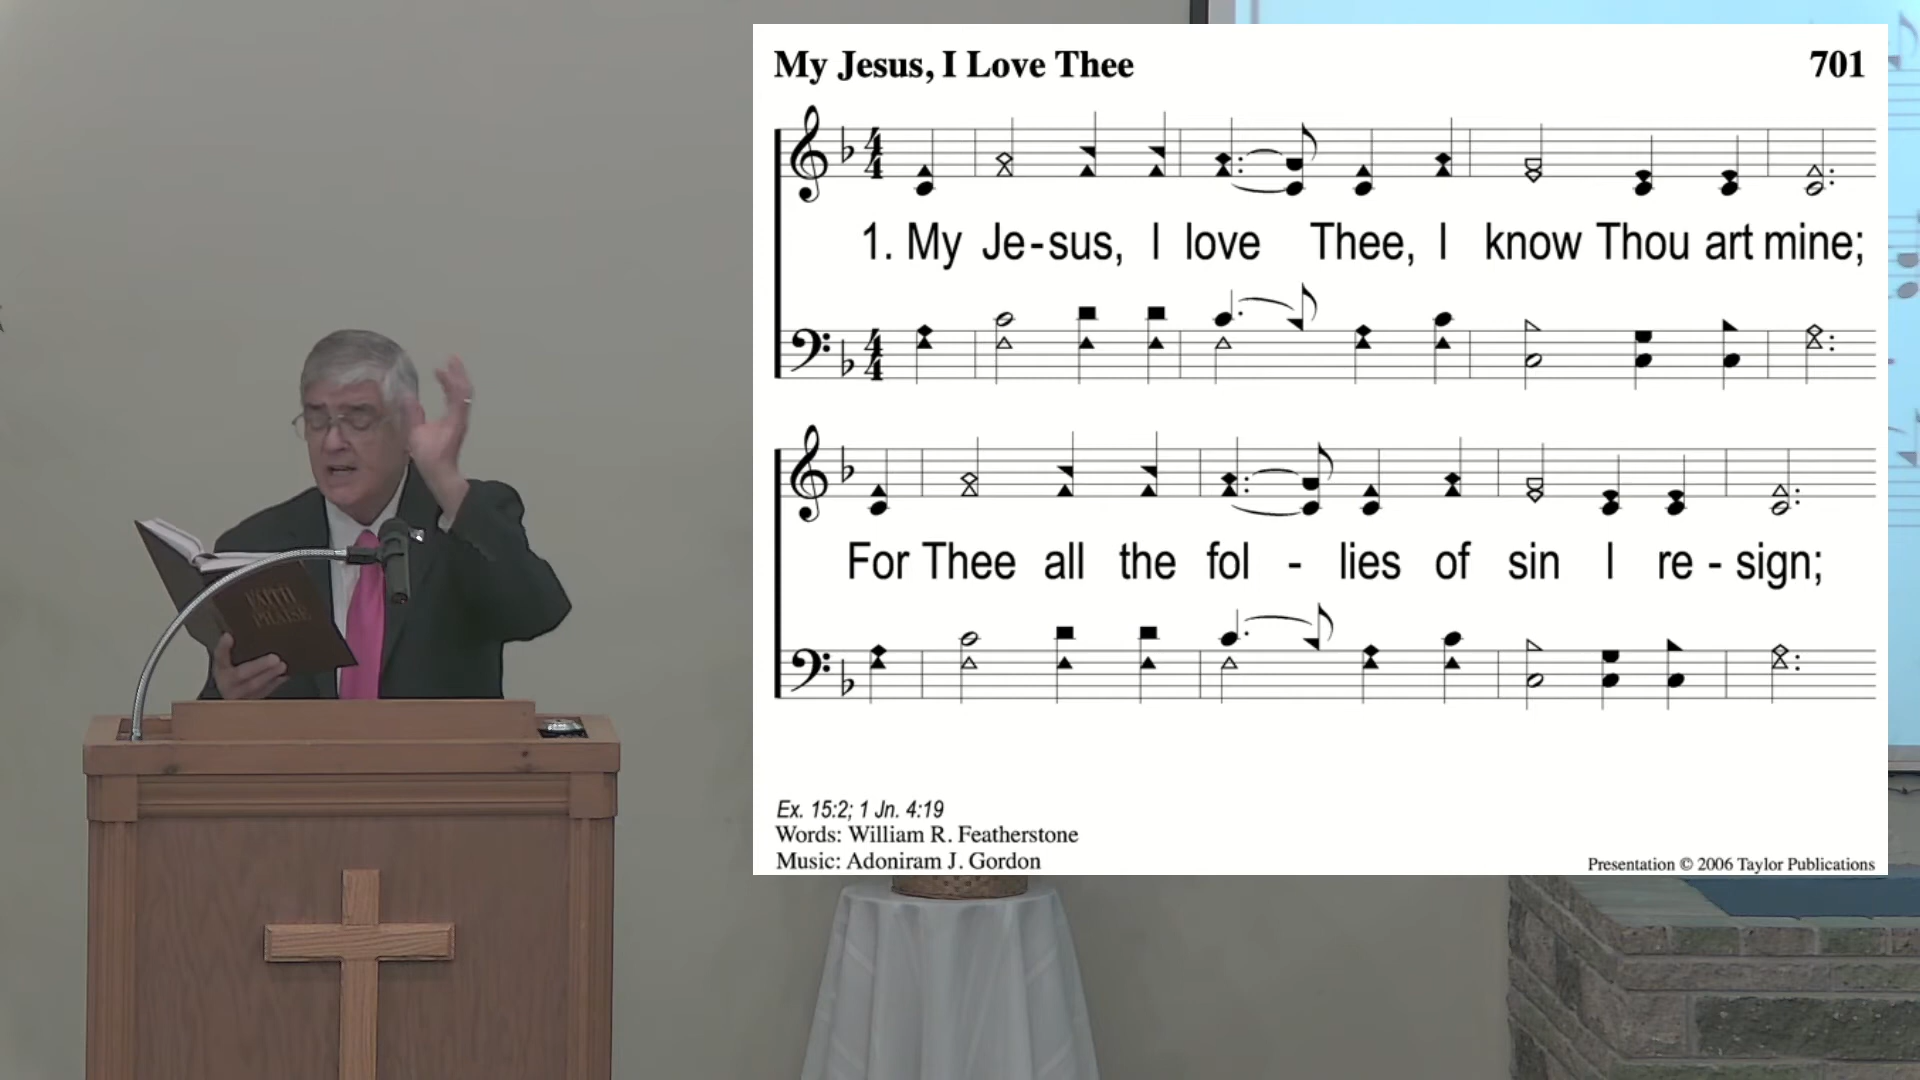 My Jesus, I Love Thee 701
1. My Je-sus, I love Thee, I know Thou art mine;
For Thee all the fol - lies of sin I re - sign;
Ex. 15:2; 1 Jn. 4:19
Words: William R. Featherstone
Music: Adoniram J. Gordon
Presentation © 2006 Taylor Publications
FAITH
PRAISE